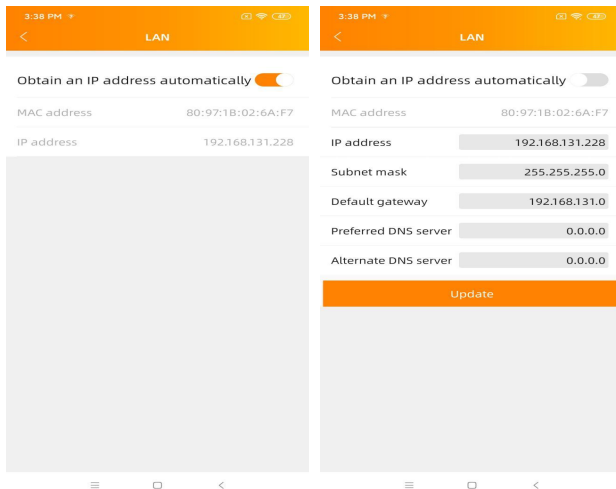 3:38 PM
LAN
Obtain an IP address automatically
MAC address 80:97:1B:02:6A:F7
IP address 192.168.131.228
3:38 PM
LAN
Obtain an IP address automatically
MAC address 80:97:1B:02:6A:F7
IP address 192.168.131.228
Subnet mask 255.255.255.0
Default gateway 192.168.131.0
Preferred DNS server 0.0.0.0
Alternate DNS server 0.0.0.0
Update